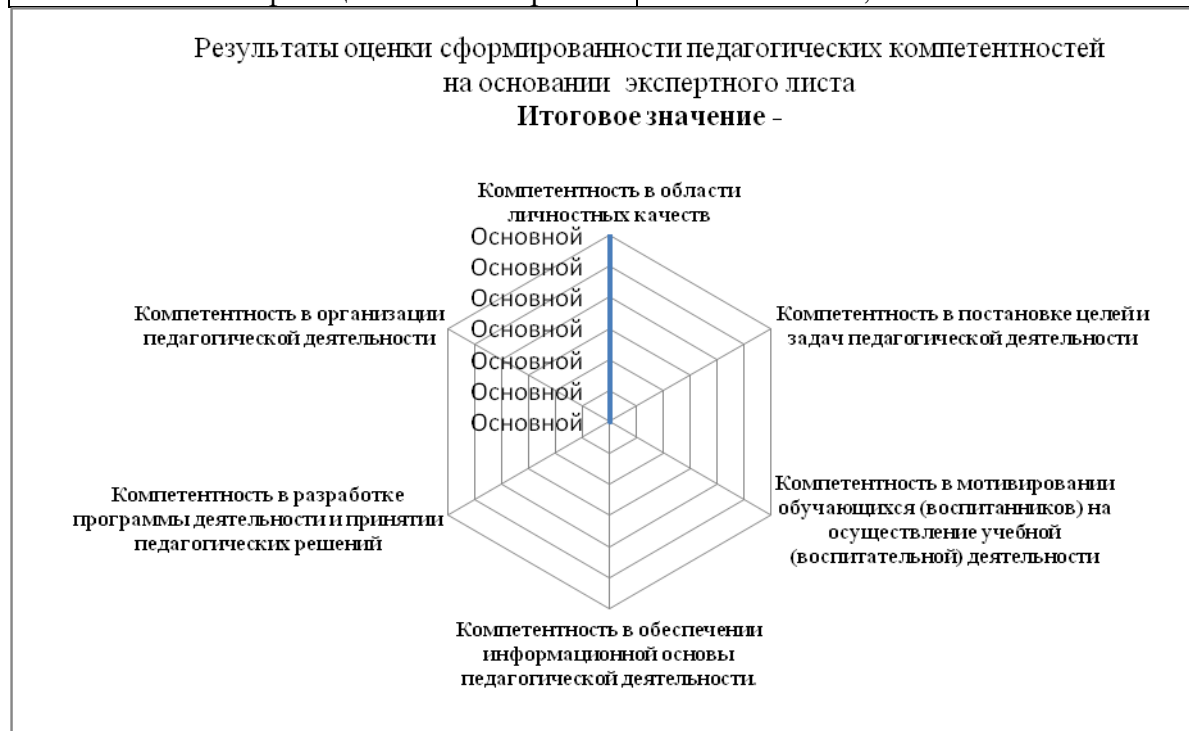 Результаты оценки сформированности педагогических компетентностей
на основании экспертного листа
Итоговое значение -
Компетентность в области
личностных качеств
Основной
Основной
Основной
Основной
Основной
Основной
Основной
Компетентность в организации
педагогической деятельности
Компетентность в постановке целей и
задач педагогической деятельности
Компетентность в разработке
программы деятельности и принятии
педагогических решений
Компетентность в мотивировании
обучающихся (воспитанников) на
осуществление учебной
(воспитательной) деятельности
Компетентность в обеспечении
информационной основы
педагогической деятельности.